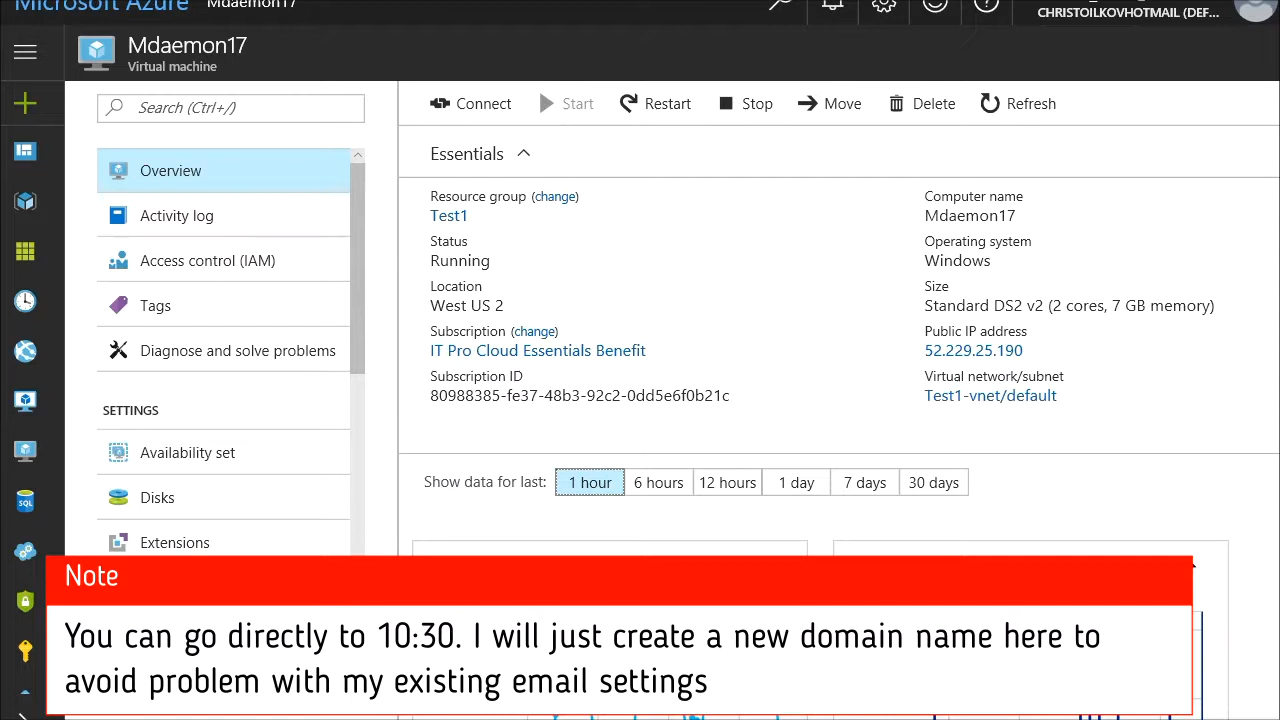 Microsoft Azure Mdaemon17
CHRISTOILKOVHOTMAIL (DEF...
Mdaemon17
Virtual machine
Search (Ctrl+/)
Connect Start Restart Stop Move Delete Refresh
Overview
Activity log
Access control (IAM)
Tags
Diagnose and solve problems
SETTINGS
Availability set
Disks
Extensions
Essentials
Resource group (change)
Test1
Status
Running
Location
West US 2
Subscription (change)
IT Pro Cloud Essentials Benefit
Subscription ID
80988385-fe37-48b3-92c2-0dd5e6f0b21c
Computer name
Mdaemon17
Operating system
Windows
Size
Standard DS2 v2 (2 cores, 7 GB memory)
Public IP address
52.229.25.190
Virtual network/subnet
Test1-vnet/default
Show data for last: 1 hour 6 hours 12 hours 1 day 7 days 30 days
SQL
Note
You can go directly to 10:30. I will just create a new domain name here to
avoid problem with my existing email settings